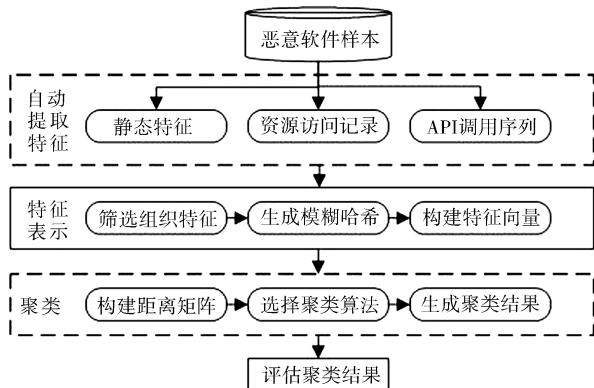 恶意软件样本
自动
提取
特征
静态特征
资源访问记录
API调用序列
特征
表示
筛选组织特征
生成模糊哈希
构建特征向量
聚类
构建距离矩阵
选择聚类算法
生成聚类结果
评估聚类结果